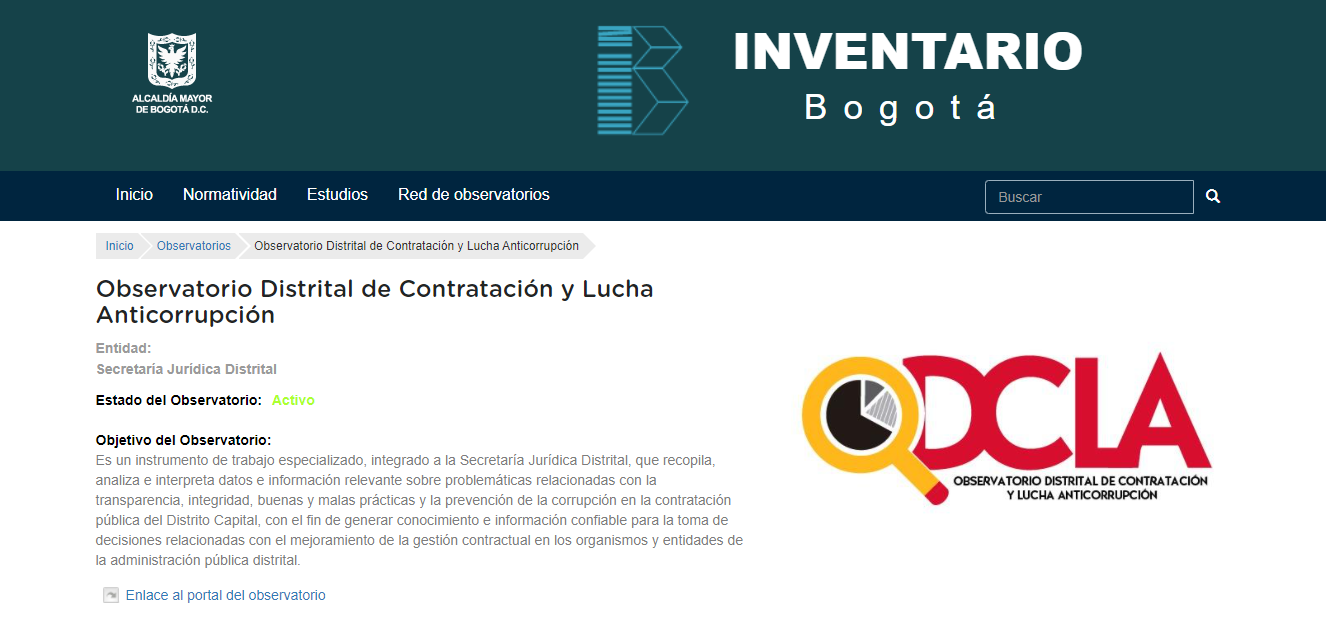 ALCALDÍA MAYOR
DE BOGOTÁ D.C.
INVENTARIO
Bogotá
Inicio Normatividad Estudios Red de observatorios Buscar
Inicio Observatorios Observatorio Distrital de Contratación y Lucha Anticorrupción
Observatorio Distrital de Contratación y Lucha
Anticorrupción
Entidad:
Secretaría Jurídica Distrital
Estado del Observatorio: Activo
Objetivo del Observatorio:
Es un instrumento de trabajo especializado, integrado a la Secretaría Jurídica Distrital, que recopila,
analiza e interpreta datos e información relevante sobre problemáticas relacionadas con la
transparencia, integridad, buenas y malas prácticas y la prevención de la corrupción en la contratación
pública del Distrito Capital, con el fin de generar conocimiento e información confiable para la toma de
decisiones relacionadas con el mejoramiento de la gestión contractual en los organismos y entidades de
la administración pública distrital.
Enlace al portal del observatorio
ODCLA
OBSERVATORIO DISTRITAL DE CONTRATACIÓN
Y LUCHA ANTICORRUPCIÓN